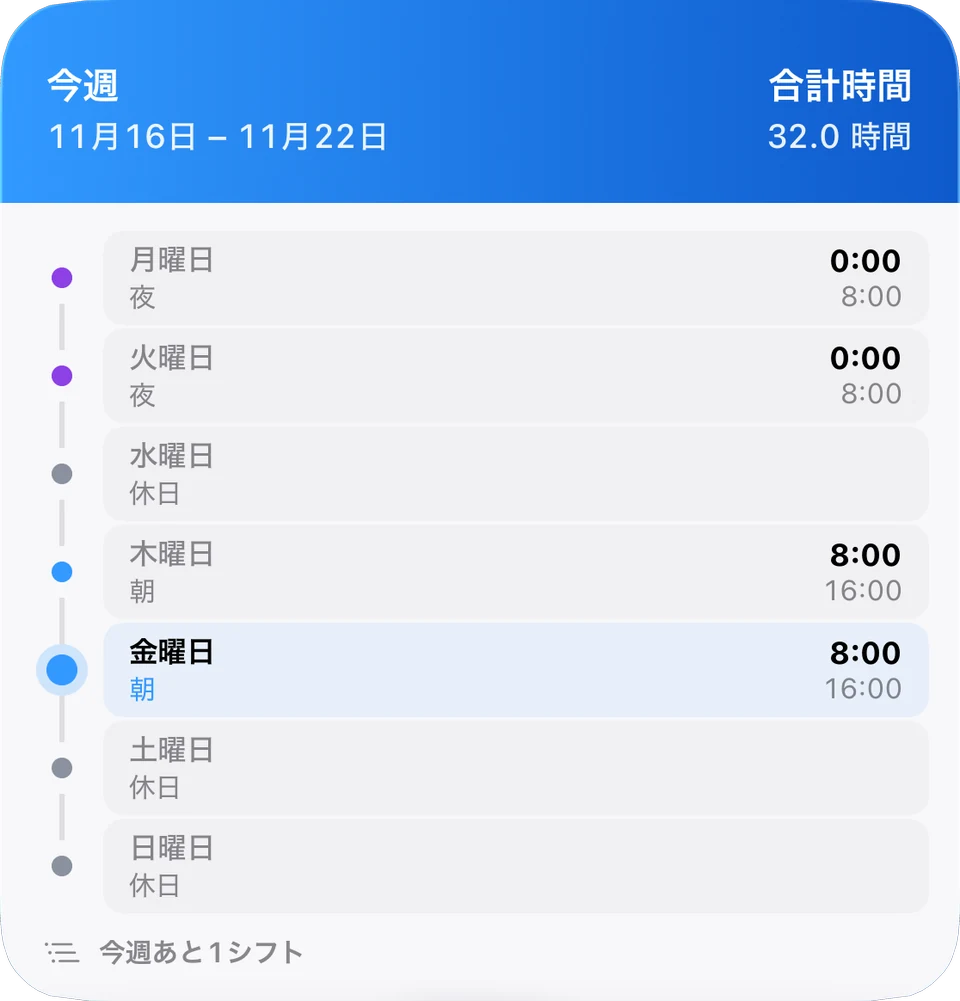 今週
11月16日 – 11月22日
合計時間
32.0 時間
月曜日
夜
0:00
8:00
火曜日
夜
0:00
8:00
水曜日
休日
木曜日
朝
8:00
16:00
金曜日
朝
8:00
16:00
土曜日
休日
日曜日
休日
今週あと1シフト